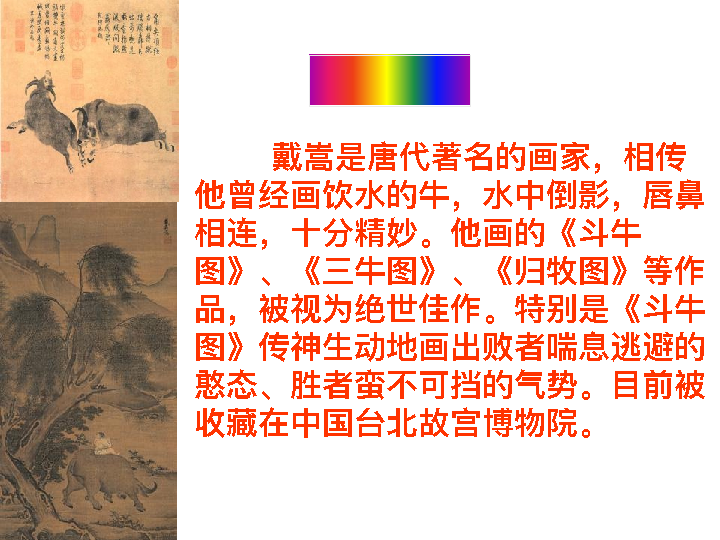 戴嵩是唐代著名的画家，相传
他曾经画饮水的牛，水中倒影，唇鼻
相连，十分精妙。他画的《斗牛
图》、《三牛图》、《归牧图》等作
品，被视为绝世佳作。特别是《斗牛
图》传神生动地画出败者喘息逃避的
憨态、胜者蛮不可挡的气势。目前被
收藏在中国台北故宫博物院。